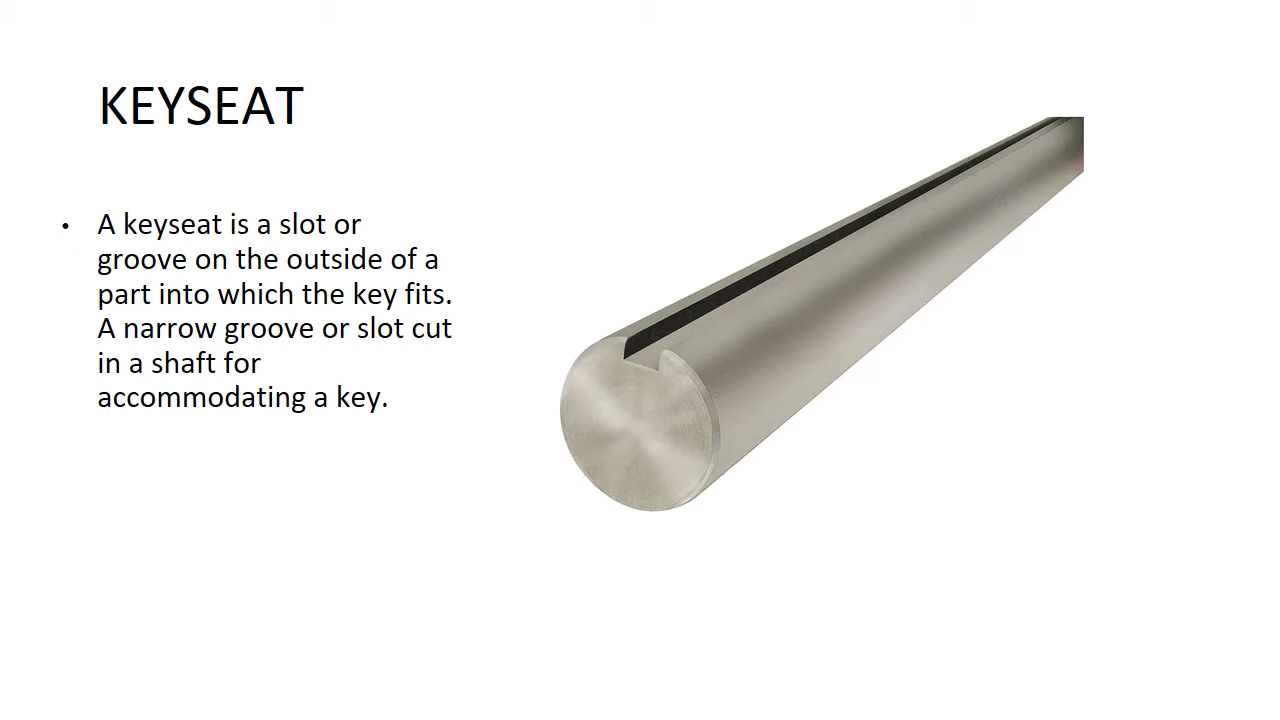 KEYSEAT
• A keyseat is a slot or
groove on the outside of a
part into which the key fits.
A narrow groove or slot cut
in a shaft for
accommodating a key.